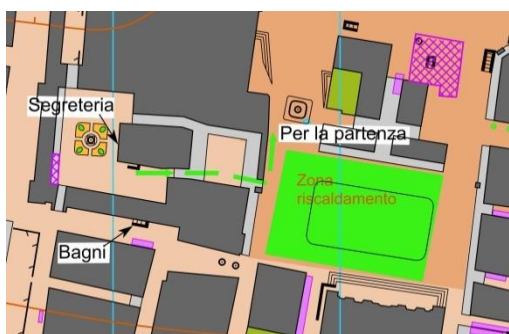 Segreteria
Per la partenza
Zona
riscaldamento
Bagni